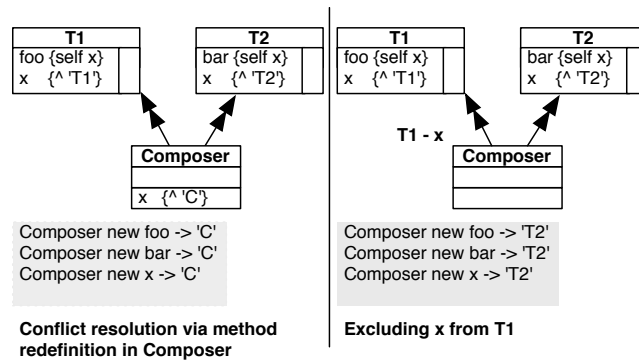 T1
foo {self x}
x {^ 'T1'}
T2
bar {self x}
x {^ 'T2'}
Composer
x {^ 'C'}
Composer new foo -> 'C'
Composer new bar -> 'C'
Composer new x -> 'C'
Conflict resolution via method
redefinition in Composer
T1
foo {self x}
x {^ 'T1'}
T2
bar {self x}
x {^ 'T2'}
T1 - x
Composer
Composer new foo -> 'T2'
Composer new bar -> 'T2'
Composer new x -> 'T2'
Excluding x from T1